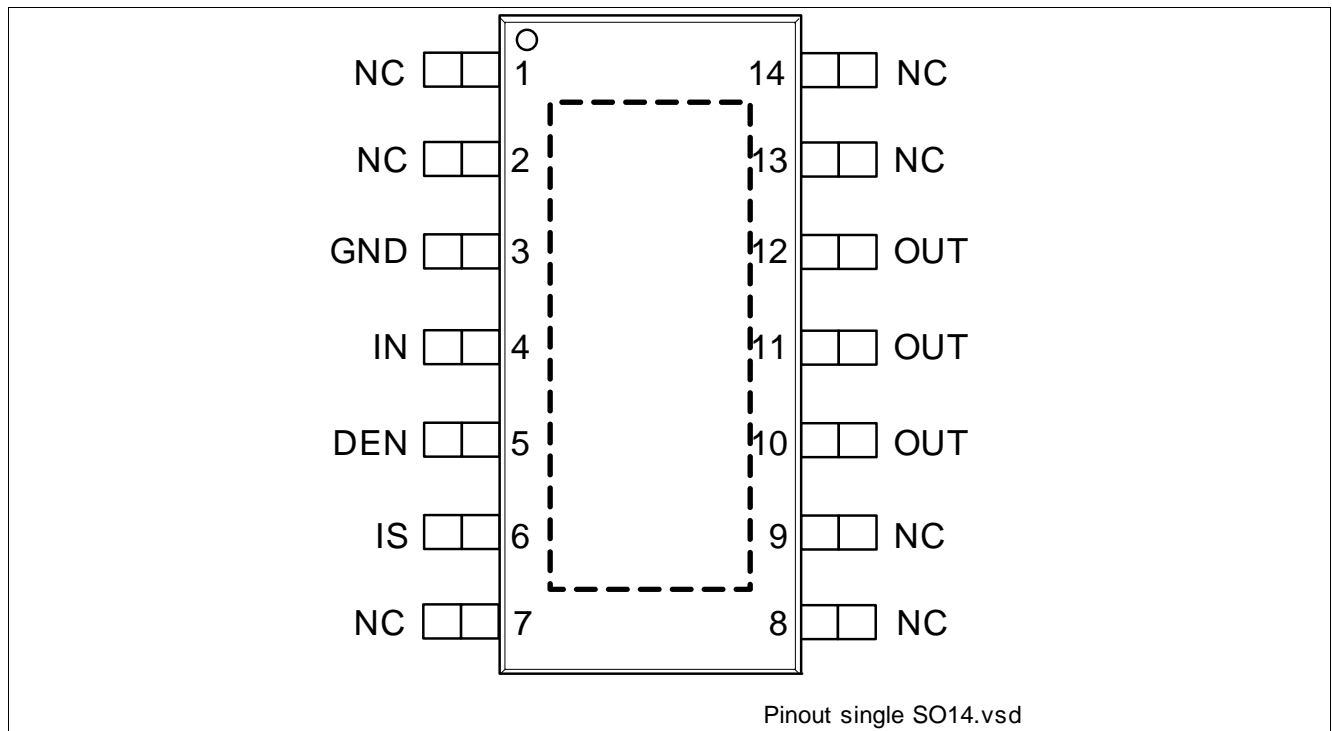 NC 1 14 NC
NC 2 13 NC
GND 3 12 OUT
IN 4 11 OUT
DEN 5 10 OUT
IS 6 9 NC
NC 7 8 NC
Pinout single SO14.vsd